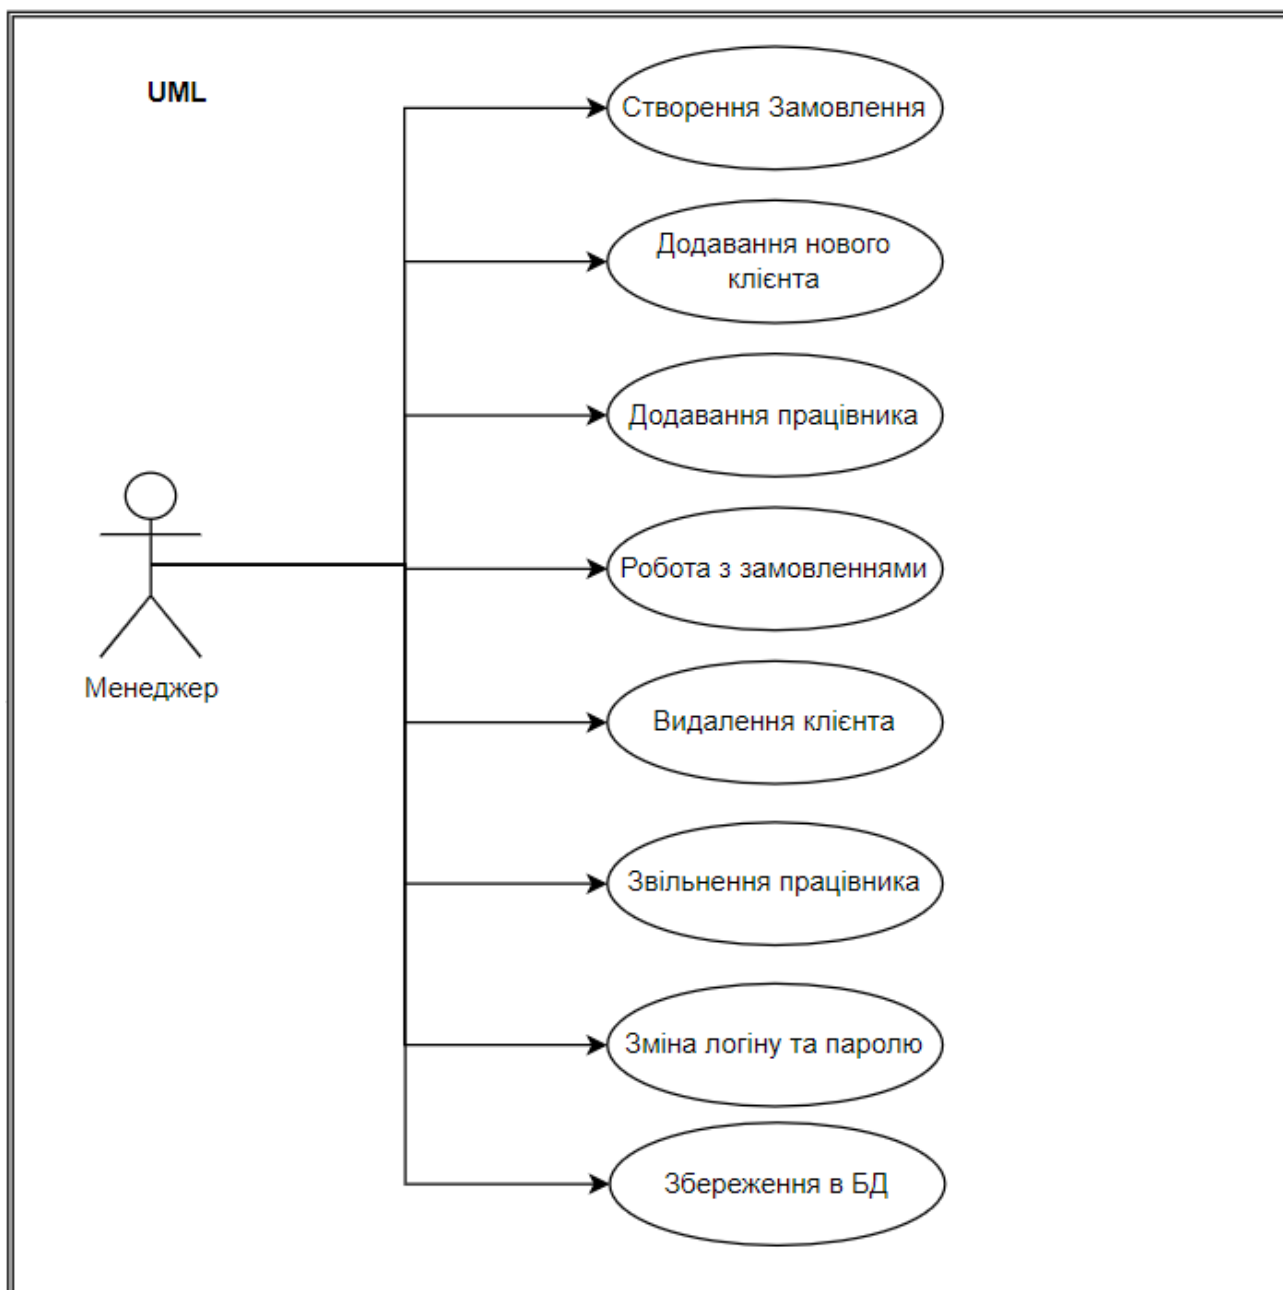 UML
Створення Замовлення
Додавання нового
клієнта
Додавання працівника
Робота з замовленнями
Менеджер
Видалення клієнта
Звільнення працівника
Зміна логіну та паролю
Збереження в БД